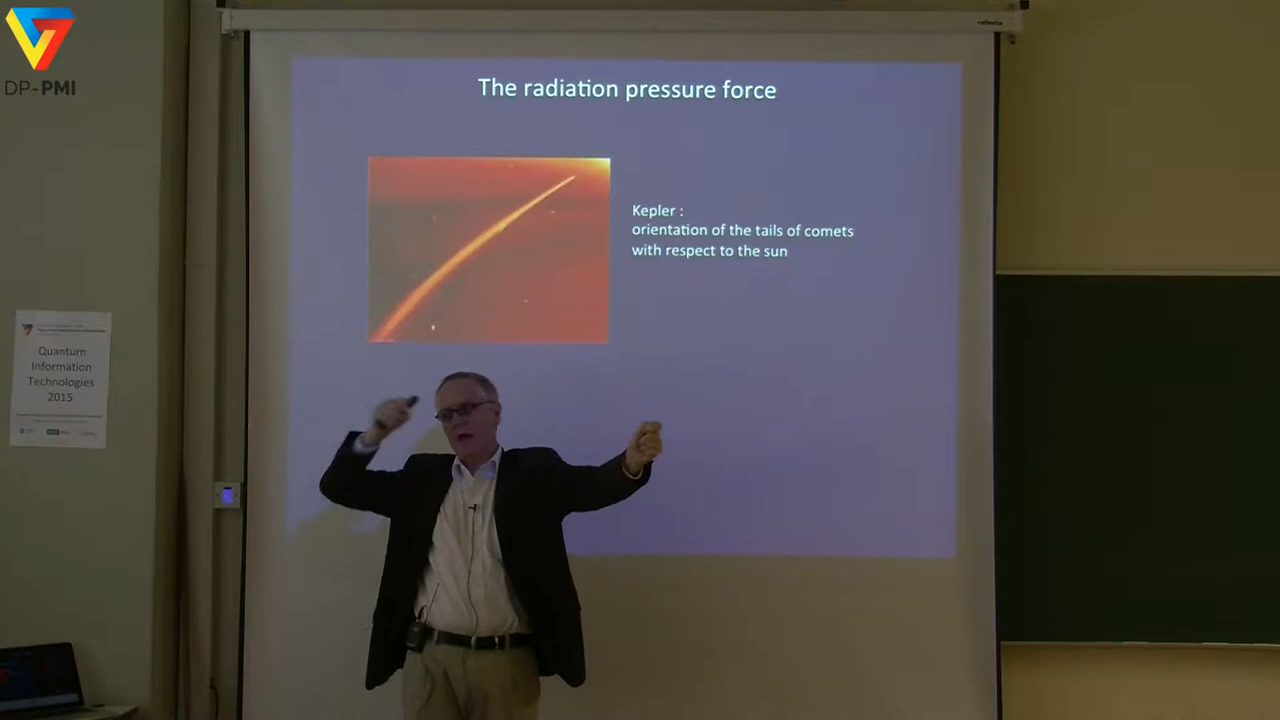 DP-PMI
reflecta
The radiation pressure force
Kepler :
orientation of the tails of comets
with respect to the sun
Quantum
Information
Technologies
2015